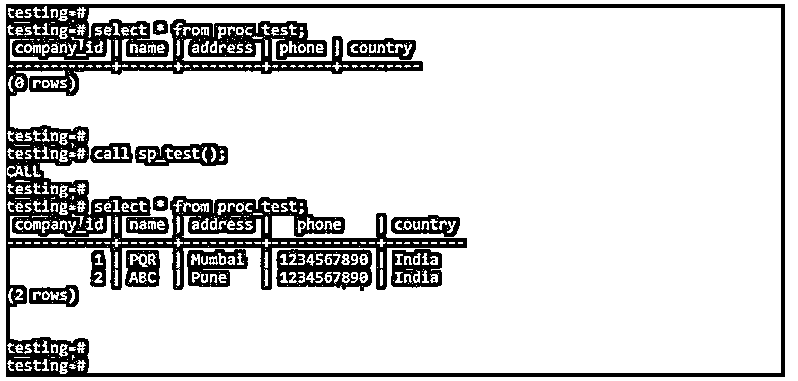 testing=#
testing=# select * from proc_test;
company_id | name | address | phone | country
------------+------+---------+-------+---------
(0 rows)
testing=#
testing=# call sp_test();
CALL
testing=#
testing=# select * from proc_test;
company_id | name | address | phone | country
------------+------+---------+------------+---------
1 | PQR | Mumbai | 1234567890 | India
2 | ABC | Pune | 1234567890 | India
(2 rows)
testing=#
testing=#